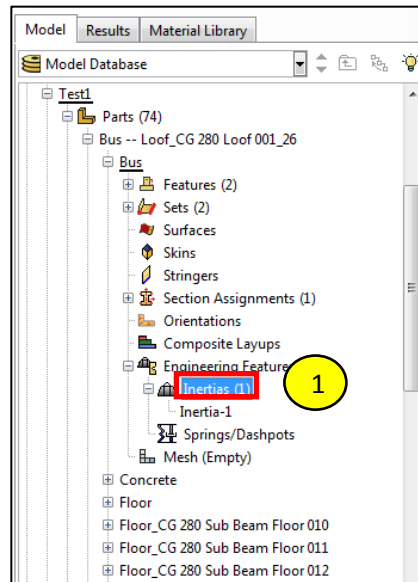 Model Results Material Library
Model Database
Test1
Parts (74)
Bus -- Loof_CG 280 Loof 001_26
Bus
Features (2)
Sets (2)
Surfaces
Skins
Stringers
Section Assignments (1)
Orientations
Composite Layups
Engineering Feature
Inertias (1) 1
Inertia-1
Springs/Dashpots
Mesh (Empty)
Concrete
Floor
Floor_CG 280 Sub Beam Floor 010
Floor_CG 280 Sub Beam Floor 011
Floor_CG 280 Sub Beam Floor 012